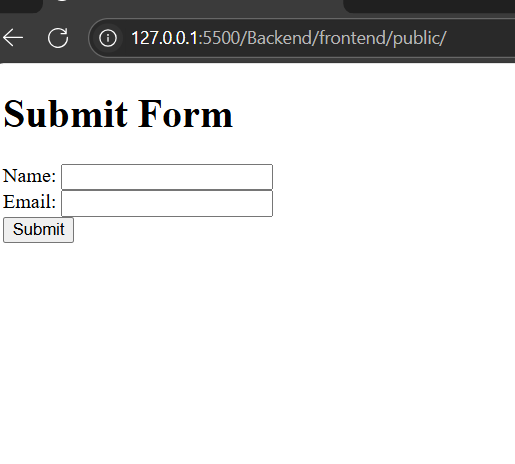 127.0.0.1:5500/Backend/frontend/public/
Submit Form
Name:
Email:
Submit